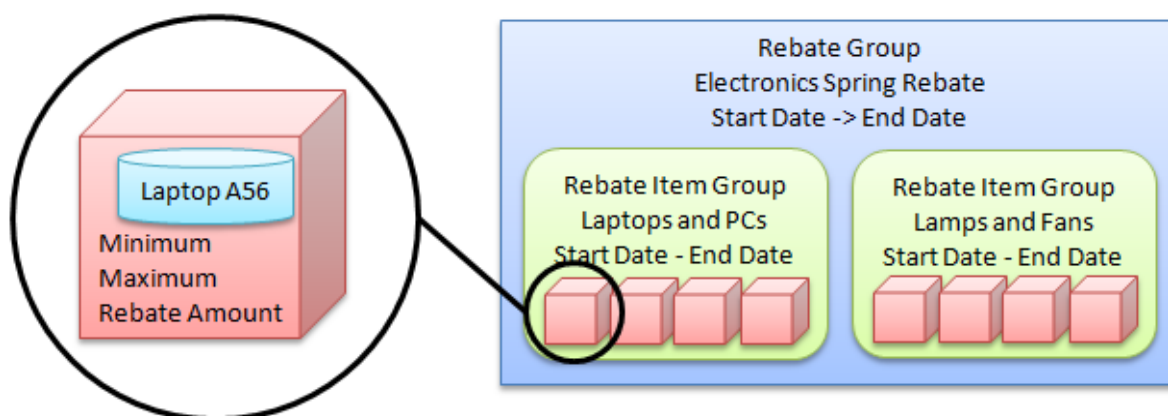 Laptop A56
Minimum
Maximum
Rebate Amount
Rebate Group
Electronics Spring Rebate
Start Date -> End Date
Rebate Item Group
Laptops and PCs
Start Date - End Date
Rebate Item Group
Lamps and Fans
Start Date - End Date